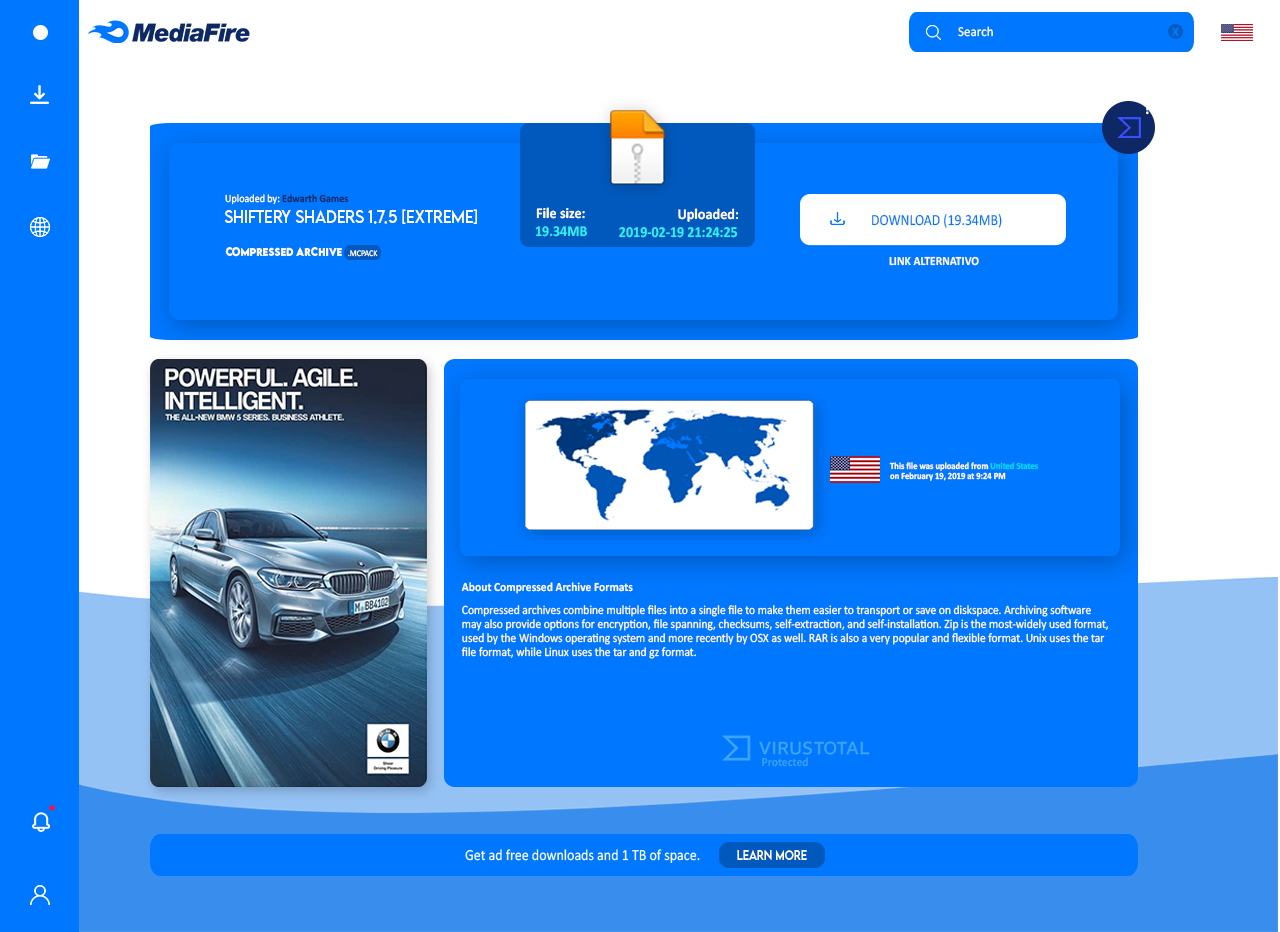 MediaFire
Search
X
Uploaded by: Edwarth Games
SHIFTERY SHADERS 1,7,5 [EXTREME]
COMPRESSED ARCHIVE .MCPACK
File size:
19.34MB
Uploaded:
2019-02-19 21:24:25
DOWNLOAD (19.34MB)
LINK ALTERNATIVO
POWERFUL. AGILE.
INTELLIGENT.
THE ALL-NEW BMW 5 SERIES. BUSINESS ATHLETE.
BMW
Sheer
Driving Pleasure
This file was uploaded from United States
on February 19, 2019 at 9:24 PM
About Compressed Archive Formats
Compressed archives combine multiple files into a single file to make them easier to transport or save on diskspace. Archiving software
may also provide options for encryption, file spanning, checksums, self-extraction, and self-installation. Zip is the most-widely used format,
used by the Windows operating system and more recently by OSX as well. RAR is also a very popular and flexible format. Unix uses the tar
file format, while Linux uses the tar and gz format.
VIRUSTOTAL
Protected
Get ad free downloads and 1 TB of space.
LEARN MORE